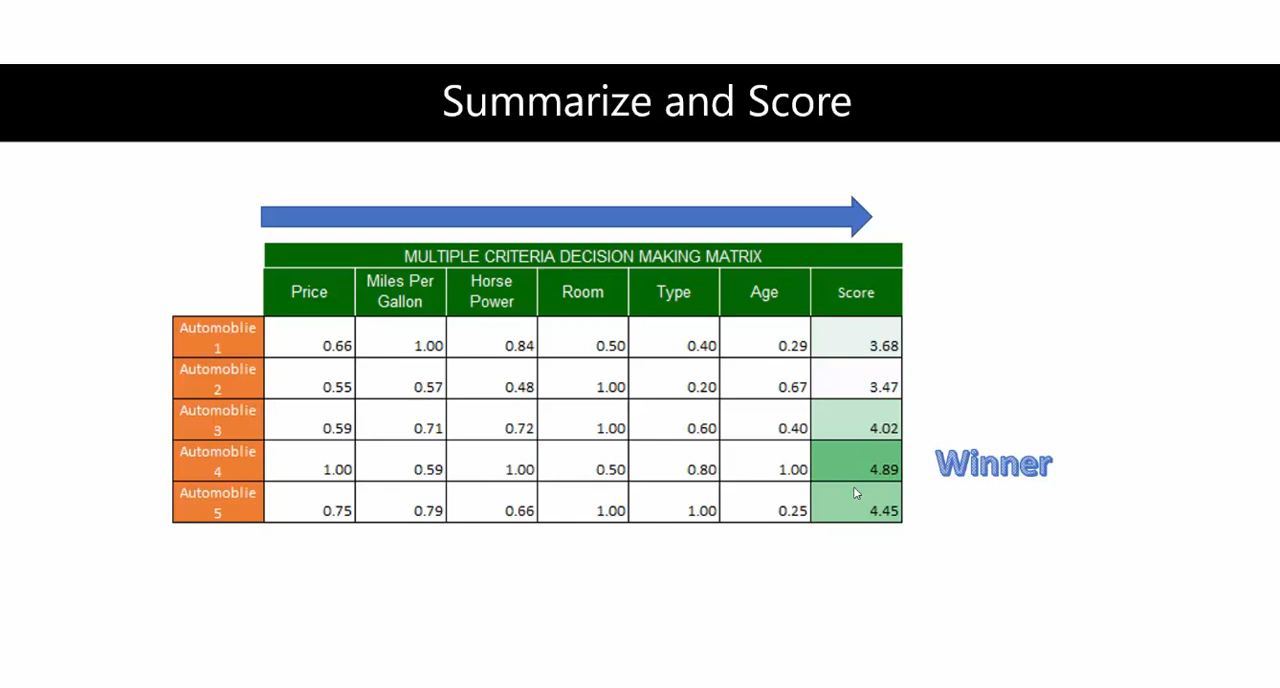 Summarize and Score
MULTIPLE CRITERIA DECISION MAKING MATRIX
Price Miles Per Gallon Horse Power Room Type Age Score
Automoblie 1 0.66 1.00 0.84 0.50 0.40 0.29 3.68
Automoblie 2 0.55 0.57 0.48 1.00 0.20 0.67 3.47
Automoblie 3 0.59 0.71 0.72 1.00 0.60 0.40 4.02
Automoblie 4 1.00 0.59 1.00 0.50 0.80 1.00 4.89
Winner
Automoblie 5 0.75 0.79 0.66 1.00 1.00 0.25 4.45